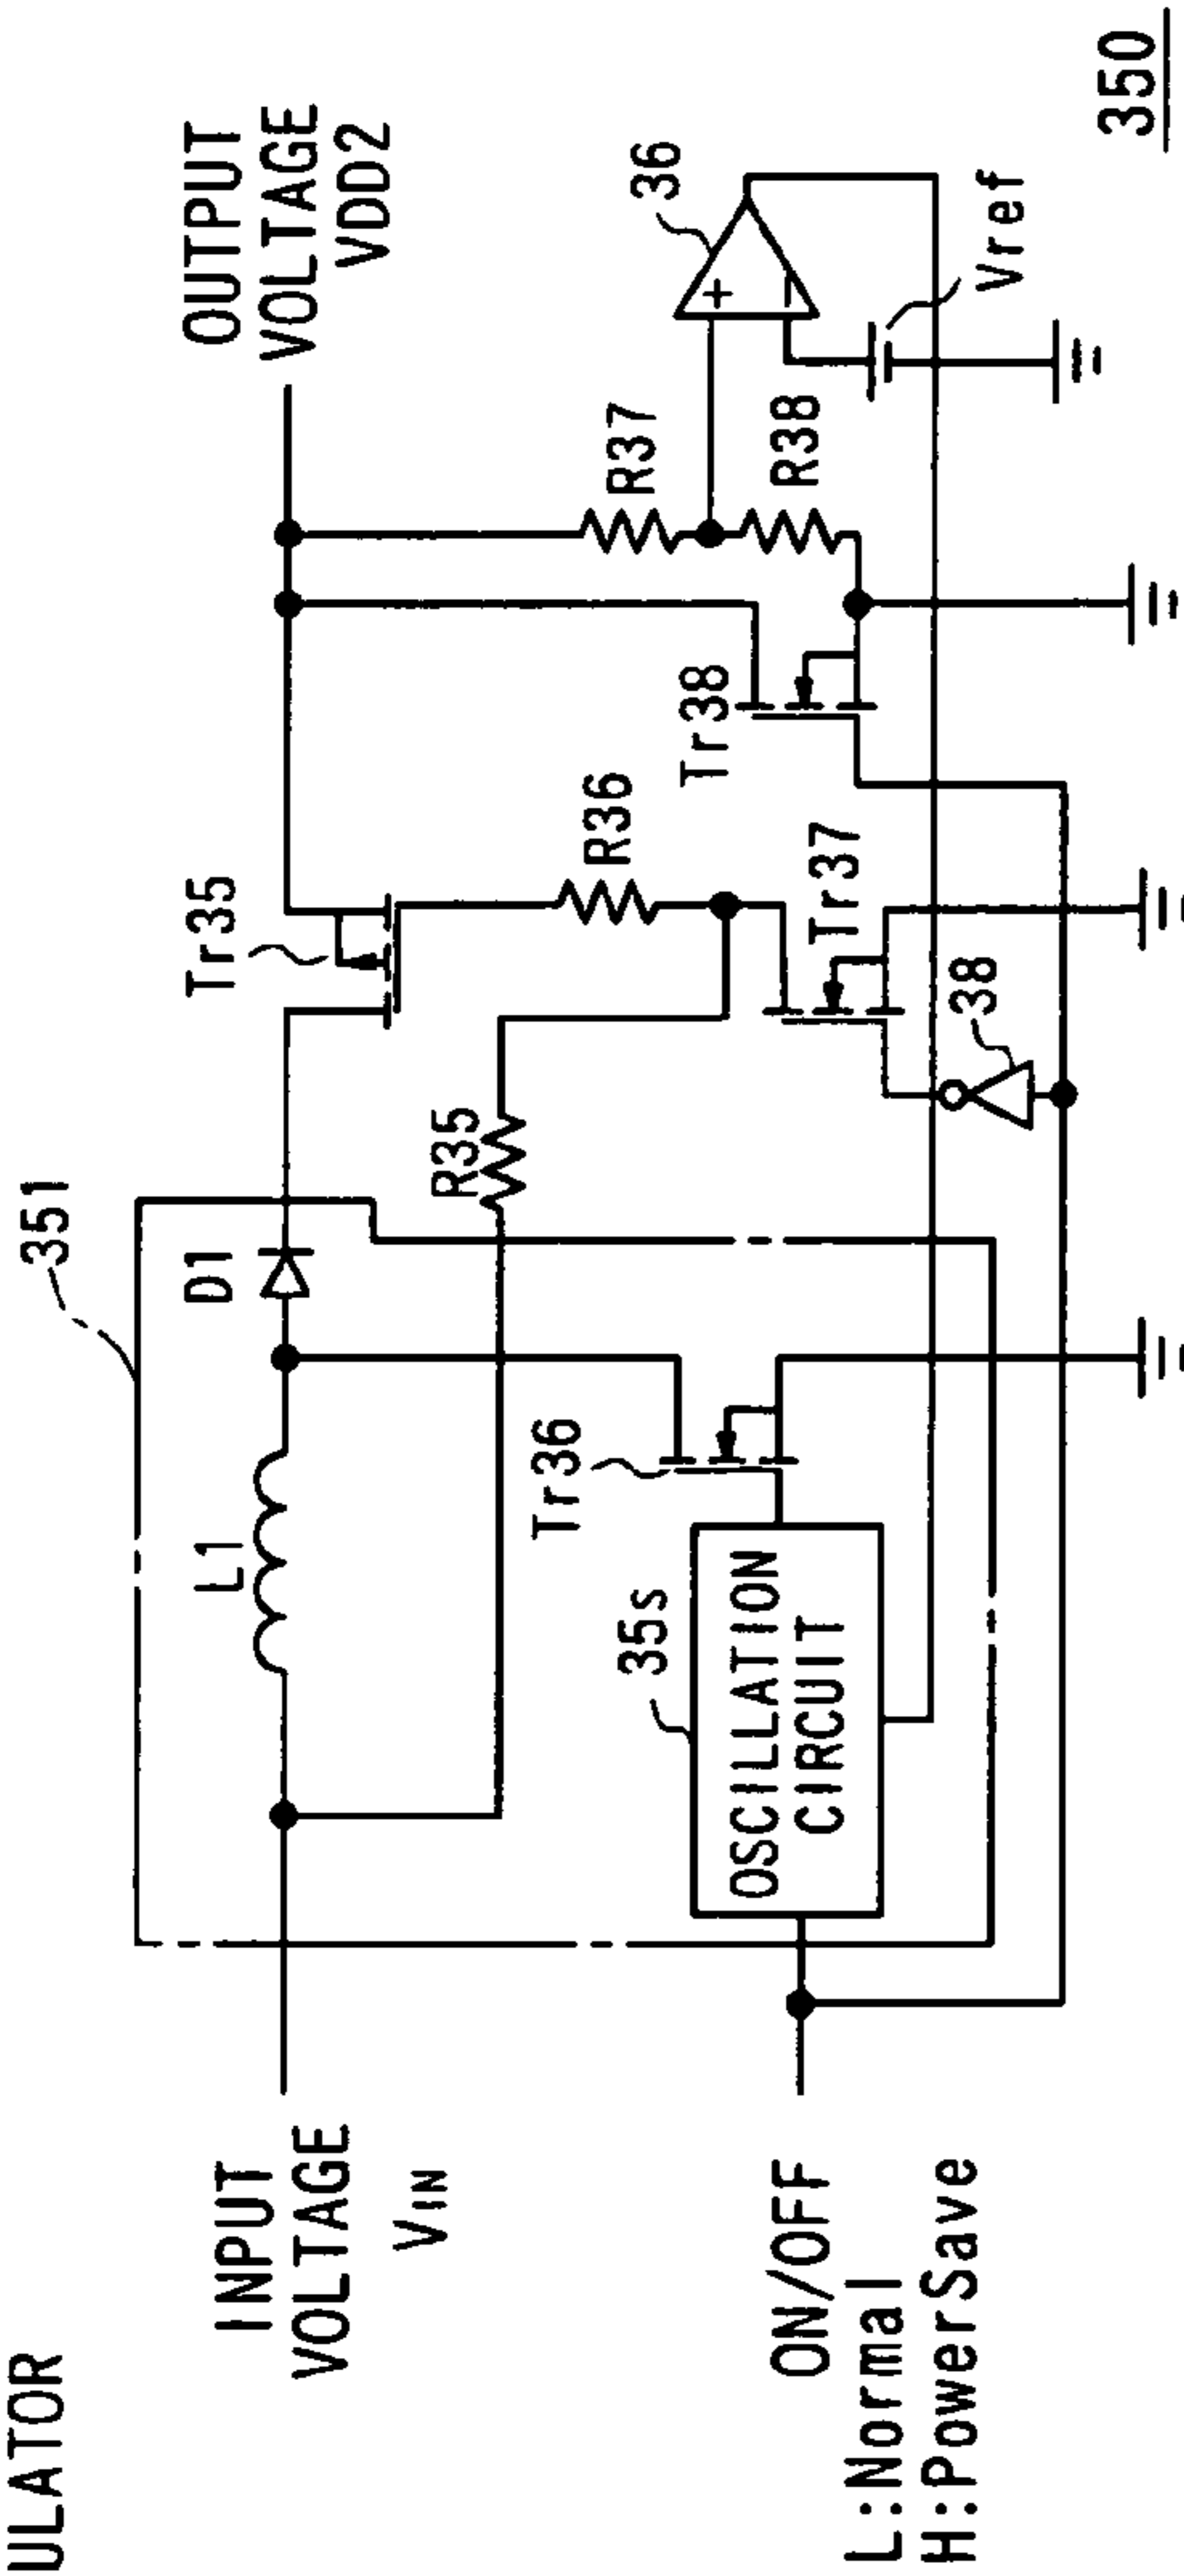 ULATOR
351
INPUT
VOLTAGE
VIN
L1
D1
Tr35
OUTPUT
VOLTAGE
VDD2
R35
R36
R37
R38
36
Tr36
35s
OSCILLATION
CIRCUIT
Tr37
Tr38
38
Vref
ON/OFF
L:Normal
H:PowerSave
350